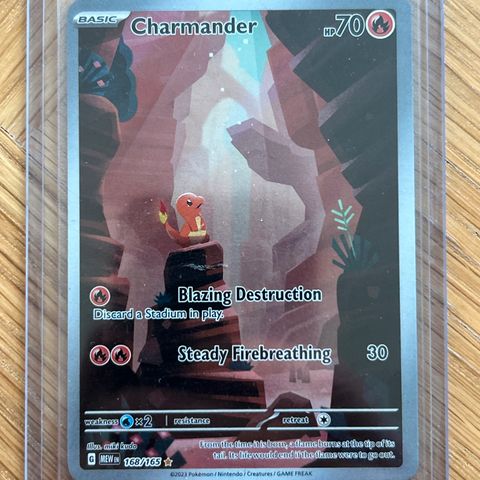 BASIC
Charmander HP70
Blazing Destruction
Discard a Stadium in play.
Steady Firebreathing 30
weakness ×2 resistance retreat
Illus. miki kudo
From the time it is born, a flame burns at the tip of its
tail. Its life would end if the flame were to go out.
G MEW EN 168/165
©2023 Pokémon / Nintendo / Creatures / GAME FREAK